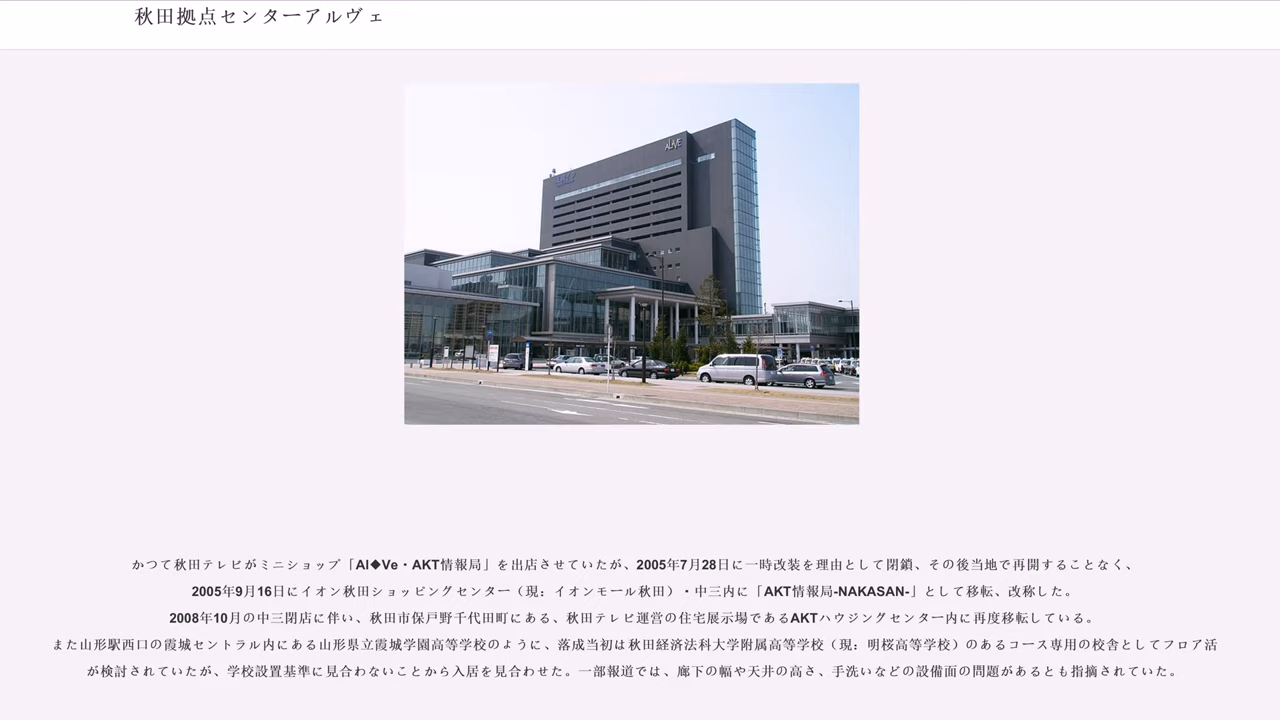 秋田拠点センターアルヴェ
ALVE
かつて秋田テレビがミニショップ「Al◆Ve・AKT情報局」を出店させていたが、2005年7月28日に一時改装を理由として閉鎖、その後当地で再開することなく、
2005年9月16日にイオン秋田ショッピングセンター（現：イオンモール秋田）・中三内に「AKT情報局-NAKASAN-」として移転、改称した。
2008年10月の中三閉店に伴い、秋田市保戸野千代田町にある、秋田テレビ運営の住宅展示場であるAKTハウジングセンター内に再度移転している。
また山形駅西口の霞城セントラル内にある山形県立霞城学園高等学校のように、落成当初は秋田経済法科大学附属高等学校（現：明桜高等学校）のあるコース専用の校舎としてフロア活
が検討されていたが、学校設置基準に見合わないことから入居を見合わせた。一部報道では、廊下の幅や天井の高さ、手洗いなどの設備面の問題があるとも指摘されていた。